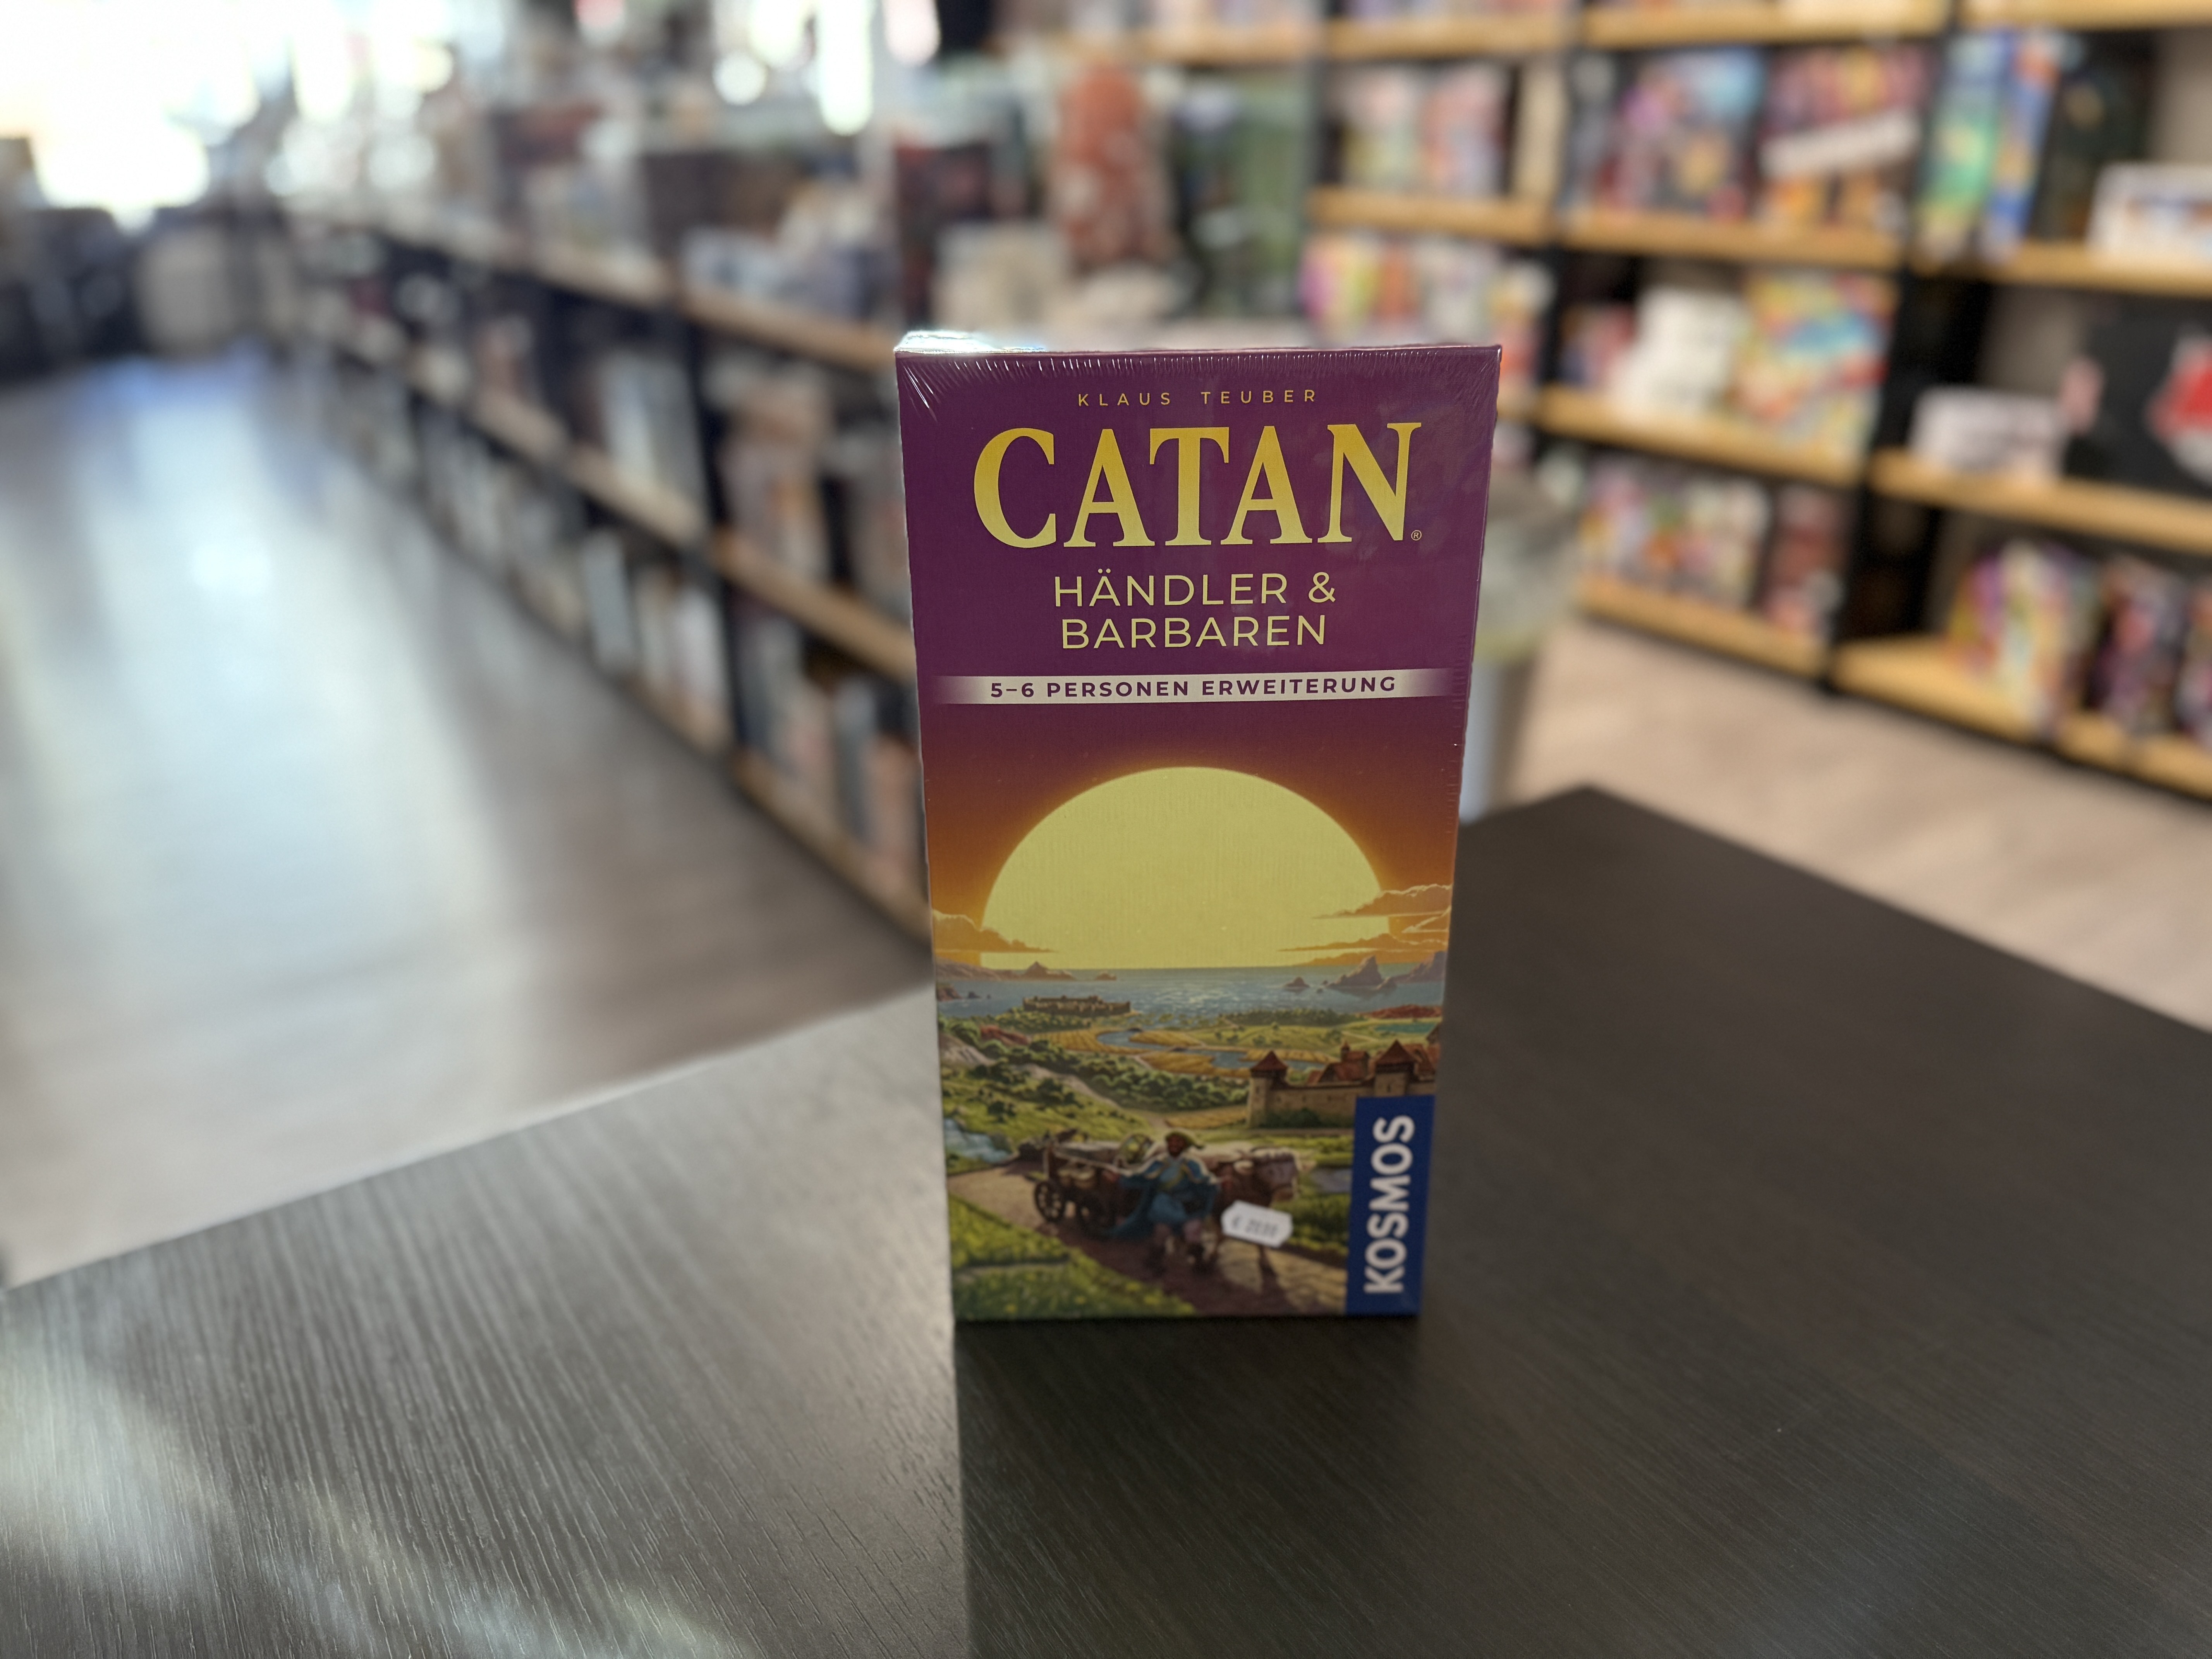 KLAUS TEUBER
CATAN®
HÄNDLER &
BARBAREN
5–6 PERSONEN ERWEITERUNG
KOSMOS